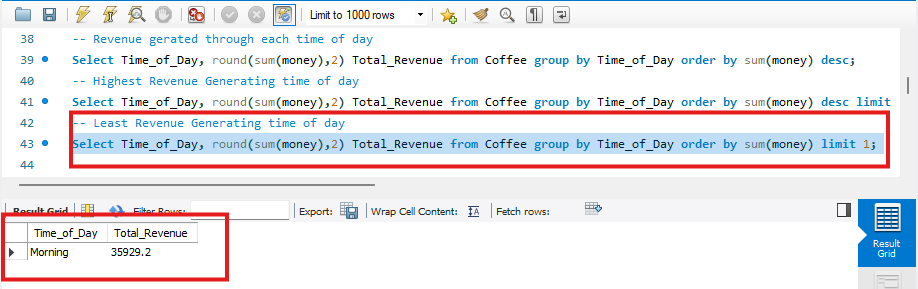 Limit to 1000 rows
38 -- Revenue gerated through each time of day
39 Select Time_of_Day, round(sum(money),2) Total_Revenue from Coffee group by Time_of_Day order by sum(money) desc;
40 -- Highest Revenue Generating time of day
41 Select Time_of_Day, round(sum(money),2) Total_Revenue from Coffee group by Time_of_Day order by sum(money) desc limit
42 -- Least Revenue Generating time of day
43 Select Time_of_Day, round(sum(money),2) Total_Revenue from Coffee group by Time_of_Day order by sum(money) limit 1;
44
Result Grid Filter Rows: Export: Wrap Cell Content: Fetch rows:
Time_of_Day Total_Revenue
Morning 35929.2
Result
Grid